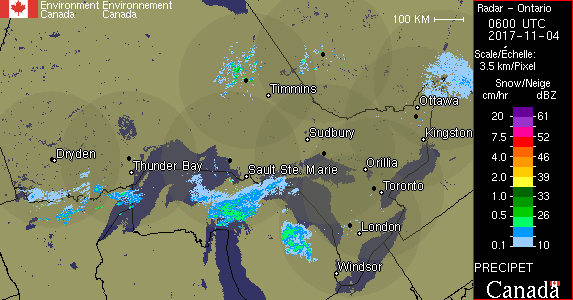 Environment Environnement
Canada Canada
100 KM
Timmins
Ottawa
Sudbury
Kingston
Dryden
Thunder Bay
Sault Ste. Marie
Orillia
Toronto
London
Windsor
Radar - Ontario
0600 UTC
2017-11-04
Scale/Échelle:
3.5 km/Pixel
Snow/Neige
cm/hr dBZ
20 61
7.5 52
4.0 46
2.0 39
1.0 33
0.5 26
0.1 10
PRECIPET
Canada